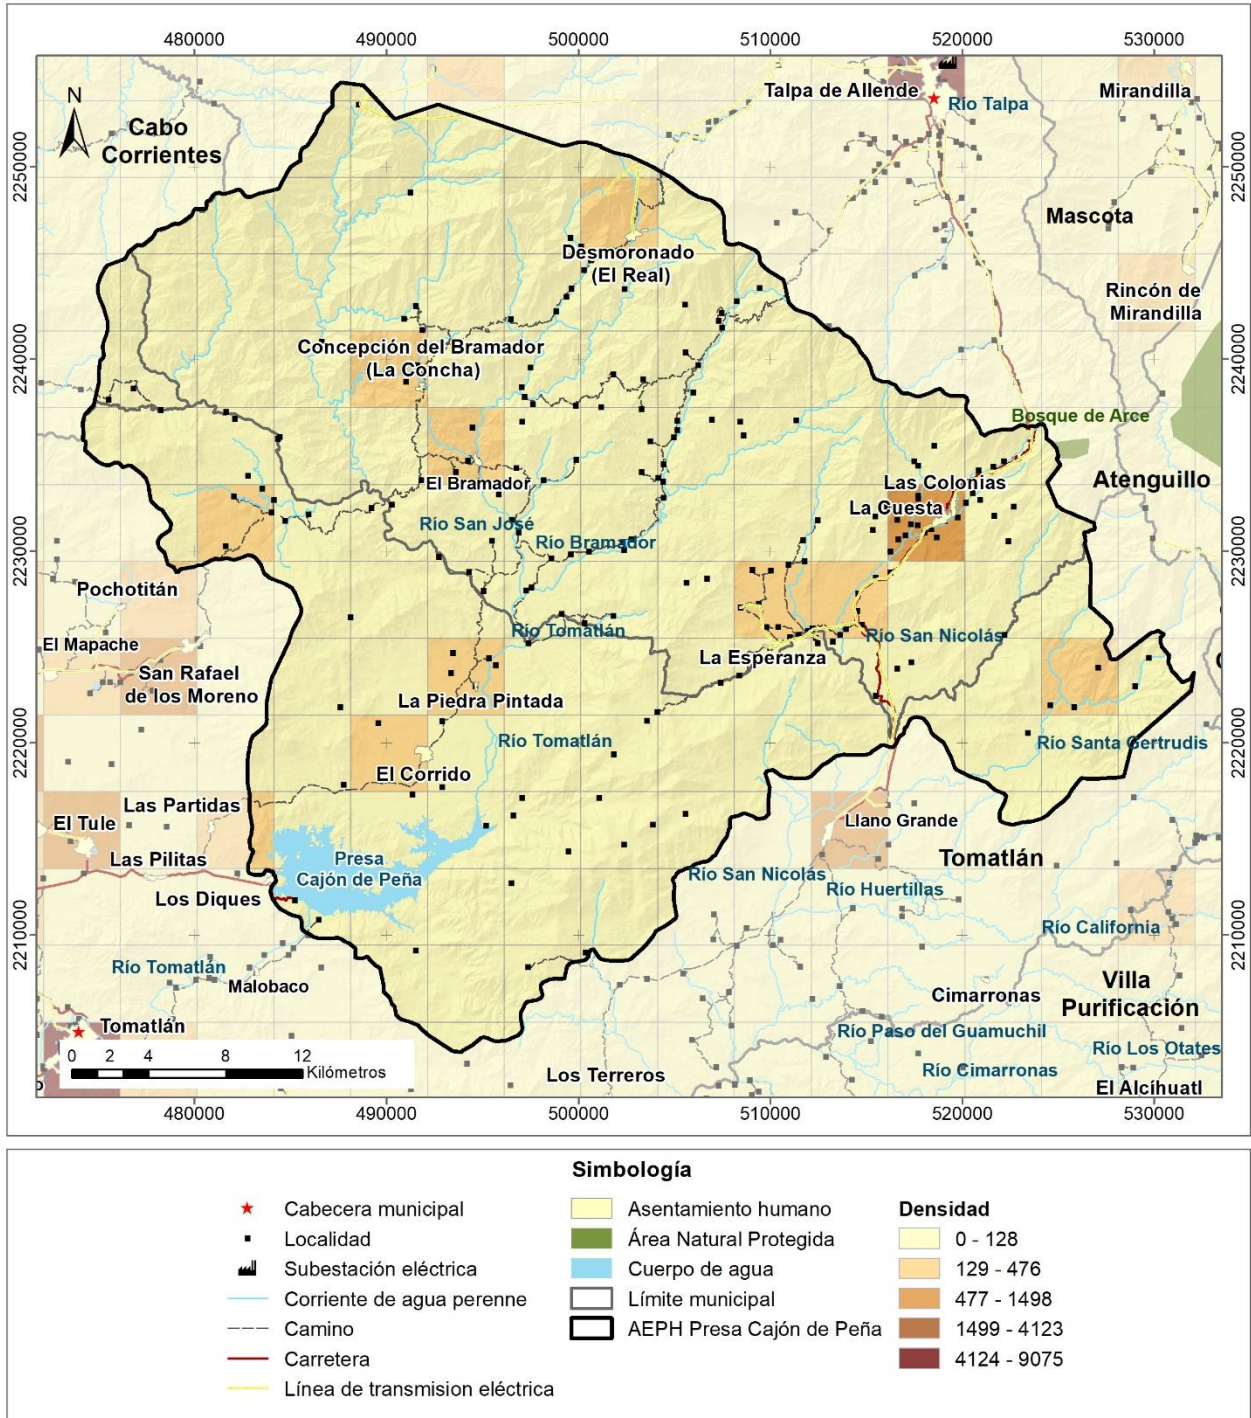 480000
490000
500000
510000
520000
530000
N
Cabo
Corrientes
Talpa de Allende
Río Talpa
Mirandilla
2250000
2250000
Mascota
Desmoronado
(El Real)
Rincón de
Mirandilla
2240000
2240000
Concepción del Bramador
(La Concha)
Bosque de Arce
Atenguillo
Las Colonias
El Bramador
La Cuesta
Río San José
Río Bramador
2230000
2230000
Pochotitán
El Mapache
Río Tomatlán
Río San Nicolás
La Esperanza
San Rafael
de los Moreno
La Piedra Pintada
2220000
2220000
Río Tomatlán
Río Santa Gertrudis
El Corrido
Las Partidas
El Tule
Llano Grande
Las Pilitas
Presa
Cajón de Peña
Tomatlán
Río San Nicolás
Río Huertillas
Los Diques
2210000
2210000
Río California
Río Tomatlán
Malobaco
Villa
Purificación
Cimarronas
Tomatlán
Río Paso del Guamuchil
Río Los Otates
0 2 4 8 12
Kilómetros
Río Cimarronas
Los Terreros
El Alcíhuatl
480000
490000
500000
510000
520000
530000
Simbología
Cabecera municipal
Localidad
Subestación eléctrica
Corriente de agua perenne
Camino
Carretera
Línea de transmision eléctrica
Asentamiento humano
Área Natural Protegida
Cuerpo de agua
Límite municipal
AEPH Presa Cajón de Peña
Densidad
0 - 128
129 - 476
477 - 1498
1499 - 4123
4124 - 9075